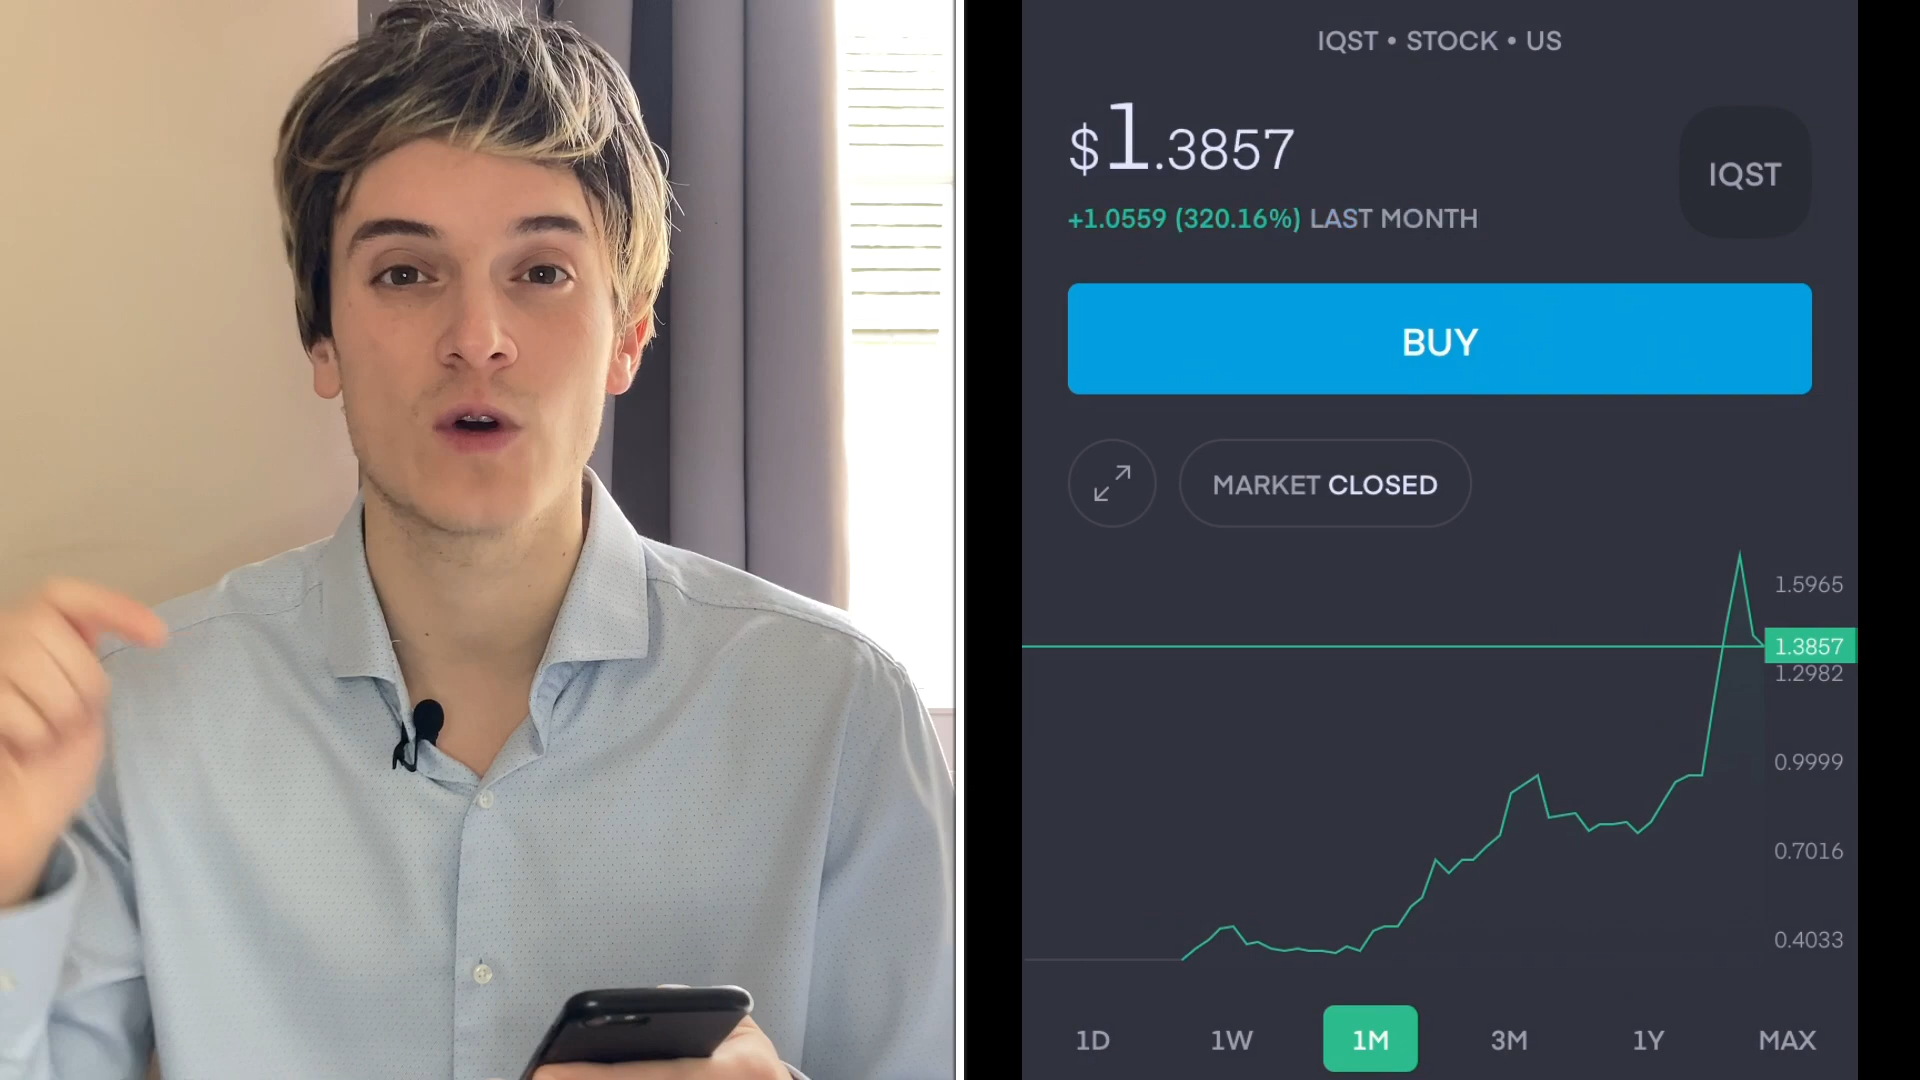 IQST • STOCK • US
$1.3857
IQST
+1.0559 (320.16%) LAST MONTH
BUY
MARKET CLOSED
1.5965
1.3857
1.2982
0.9999
0.7016
0.4033
1D 1W 1M 3M 1Y MAX